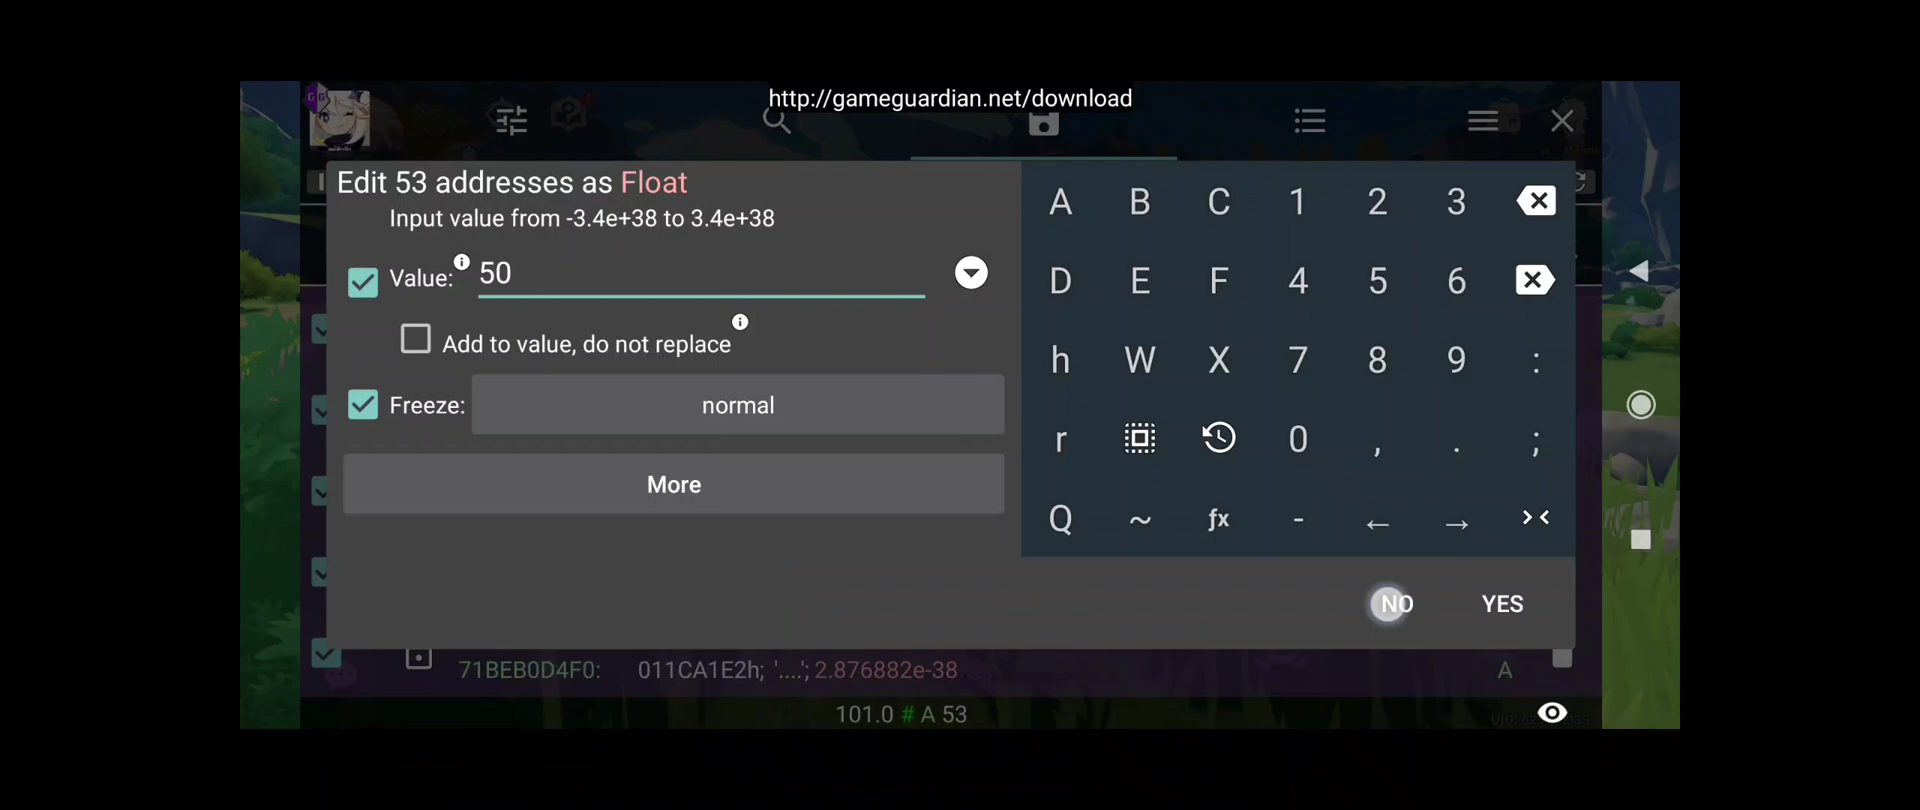 http://gameguardian.net/download
Edit 53 addresses as Float
Input value from -3.4e+38 to 3.4e+38
Value: 50
Add to value, do not replace
Freeze: normal
More
A B C 1 2 3
D E F 4 5 6
h W X 7 8 9 :
r 0 , . ;
Q ~ ƒx - ← → ><
NO YES
71BEB0D4F0: 011CA1E2h; '....'; 2.876882e-38 A
101.0 # A 53